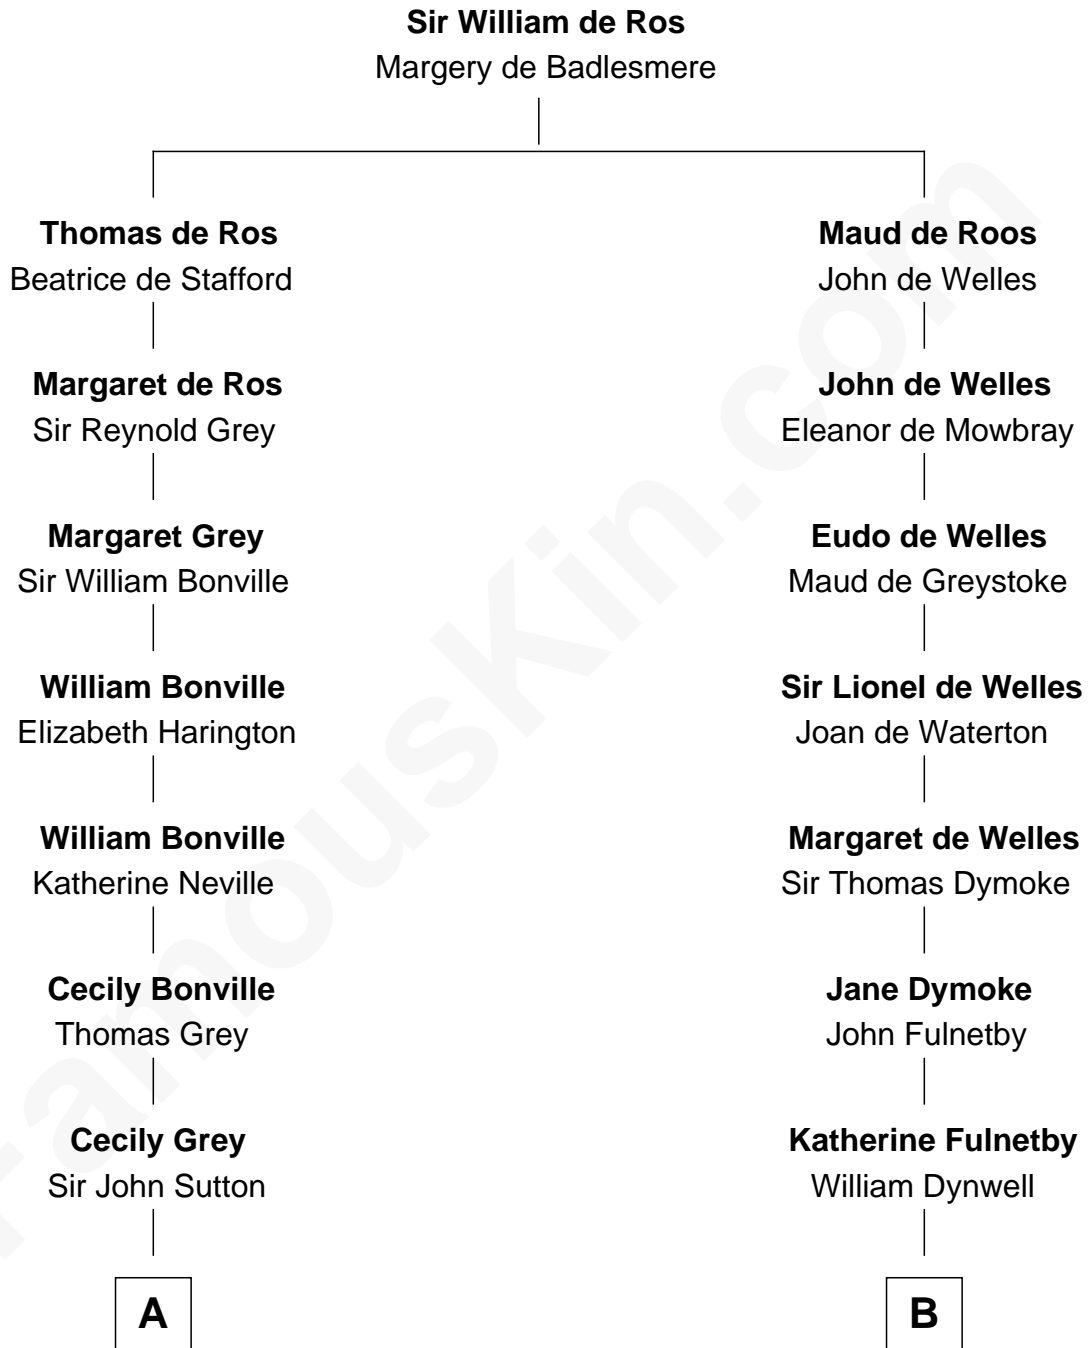 Sir William de Ros
Margery de Badlesmere
Thomas de Ros
Beatrice de Stafford
Margaret de Ros
Sir Reynold Grey
Margaret Grey
Sir William Bonville
William Bonville
Elizabeth Harington
William Bonville
Katherine Neville
Cecily Bonville
Thomas Grey
Cecily Grey
Sir John Sutton
A
Maud de Roos
John de Welles
John de Welles
Eleanor de Mowbray
Eudo de Welles
Maud de Greystoke
Sir Lionel de Welles
Joan de Waterton
Margaret de Welles
Sir Thomas Dymoke
Jane Dymoke
John Fulnetby
Katherine Fulnetby
William Dynwell
B
FamousKin.com